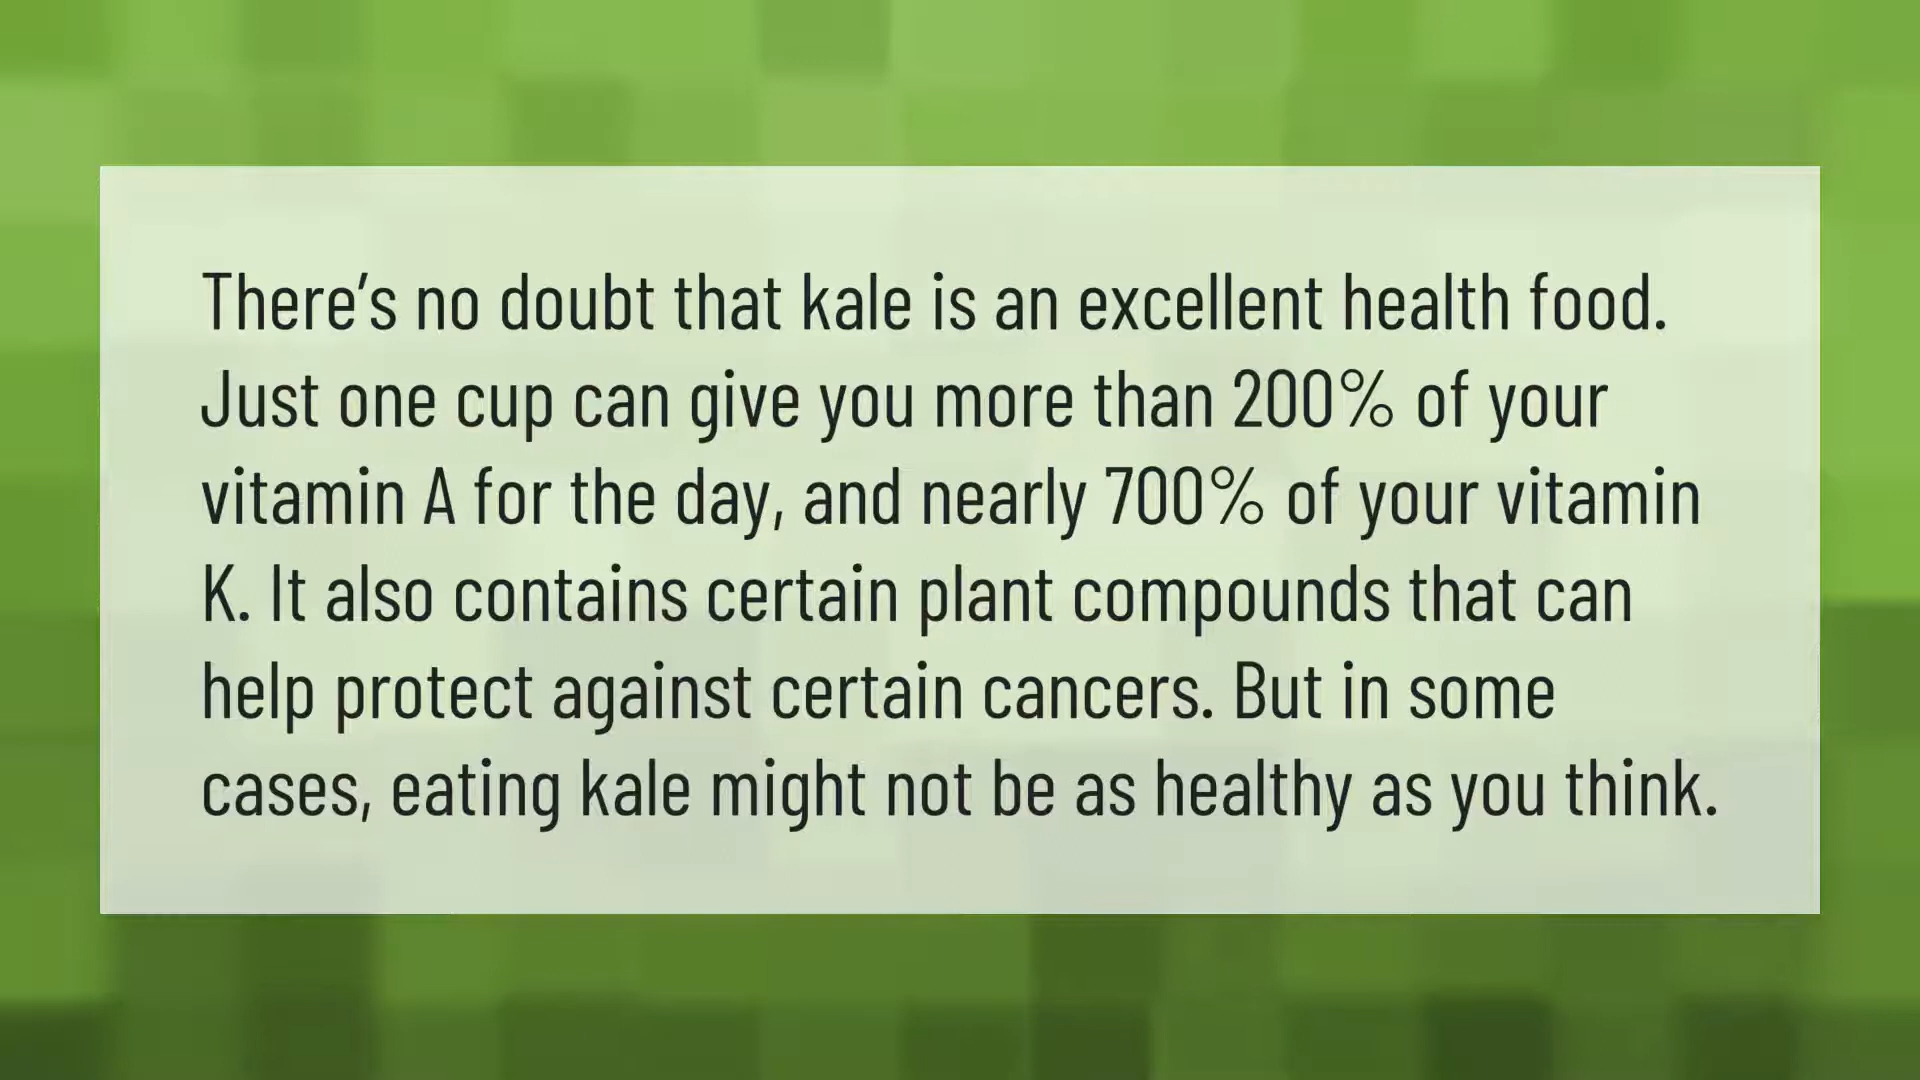 There's no doubt that kale is an excellent health food.
Just one cup can give you more than 200% of your
vitamin A for the day, and nearly 700% of your vitamin
K. It also contains certain plant compounds that can
help protect against certain cancers. But in some
cases, eating kale might not be as healthy as you think.